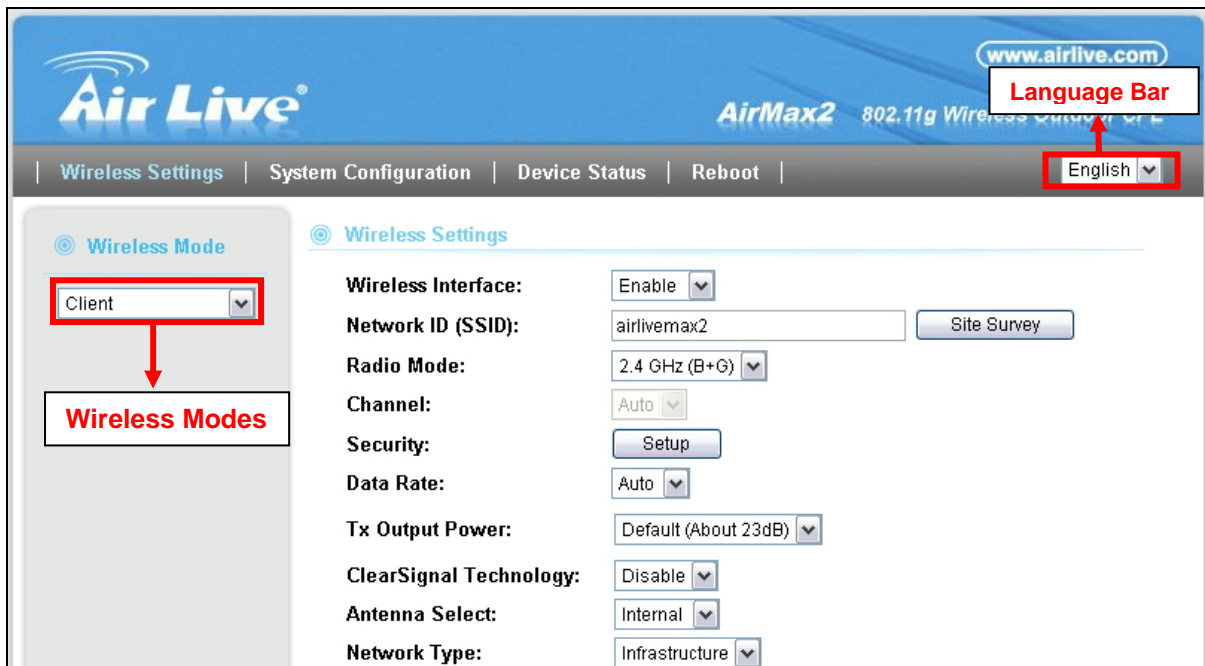 www.airlive.com
Air Live®
Language Bar
AirMax2 802.11g Wireless Outdoor CPE
Wireless Settings | System Configuration | Device Status | Reboot |
English
Wireless Mode
Client
Wireless Modes
Wireless Settings
Wireless Interface: Enable
Network ID (SSID): airlivemax2 Site Survey
Radio Mode: 2.4 GHz (B+G)
Channel: Auto
Security: Setup
Data Rate: Auto
Tx Output Power: Default (About 23dB)
ClearSignal Technology: Disable
Antenna Select: Internal
Network Type: Infrastructure